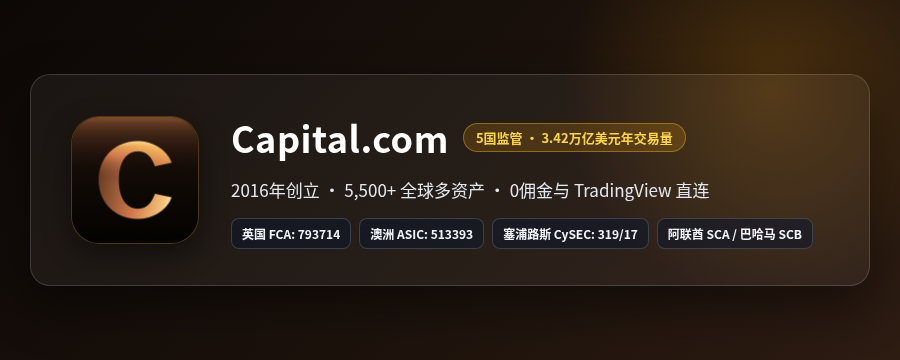 C
Capital.com
5国监管 · 3.42万亿美元年交易量
2016年创立 · 5,500+ 全球多资产 · 0佣金与 TradingView 直连
英国 FCA: 793714
澳洲 ASIC: 513393
塞浦路斯 CySEC: 319/17
阿联酋 SCA / 巴哈马 SCB